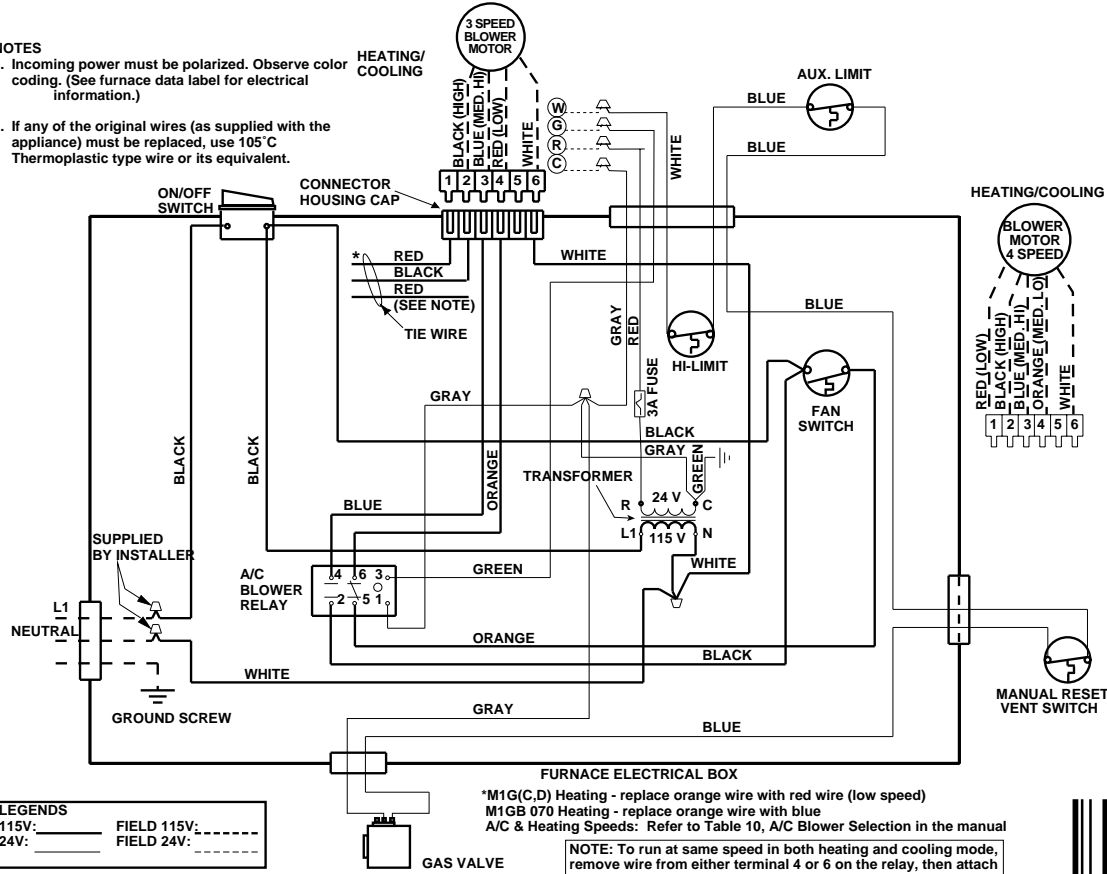 NOTES
. Incoming power must be polarized. Observe color
coding. (See furnace data label for electrical
information.)
. If any of the original wires (as supplied with the
appliance) must be replaced, use 105°C
Thermoplastic type wire or its equivalent.
HEATING/
COOLING
3 SPEED
BLOWER
MOTOR
BLACK (HIGH)
BLUE (MED. HI)
RED (LOW)
WHITE
1 2 3 4 5 6
W
G
R
C
WHITE
AUX. LIMIT
BLUE
BLUE
ON/OFF
SWITCH
CONNECTOR
HOUSING CAP
HEATING/COOLING
BLOWER
MOTOR
4 SPEED
RED (LOW)
BLACK (HIGH)
BLUE (MED. HI)
ORANGE (MED. LO)
WHITE
1 2 3 4 5 6
* RED
BLACK
RED
(SEE NOTE)
TIE WIRE
WHITE
GRAY
RED
HI-LIMIT
BLUE
3A FUSE
FAN
SWITCH
GRAY
BLACK
GRAY
GREEN
BLACK
BLACK
ORANGE
TRANSFORMER
R 24 V C
L1 115 V N
BLUE
WHITE
SUPPLIED
BY INSTALLER
A/C
BLOWER
RELAY
4 6 3
2 5 1
GREEN
L1
NEUTRAL
ORANGE
BLACK
WHITE
GROUND SCREW
MANUAL RESET
VENT SWITCH
GRAY
BLUE
FURNACE ELECTRICAL BOX
*M1G(C,D) Heating - replace orange wire with red wire (low speed)
M1GB 070 Heating - replace orange wire with blue
A/C & Heating Speeds: Refer to Table 10, A/C Blower Selection in the manual
LEGENDS
115V: FIELD 115V:
24V: FIELD 24V:
GAS VALVE
NOTE: To run at same speed in both heating and cooling mode,
remove wire from either terminal 4 or 6 on the relay, then attach